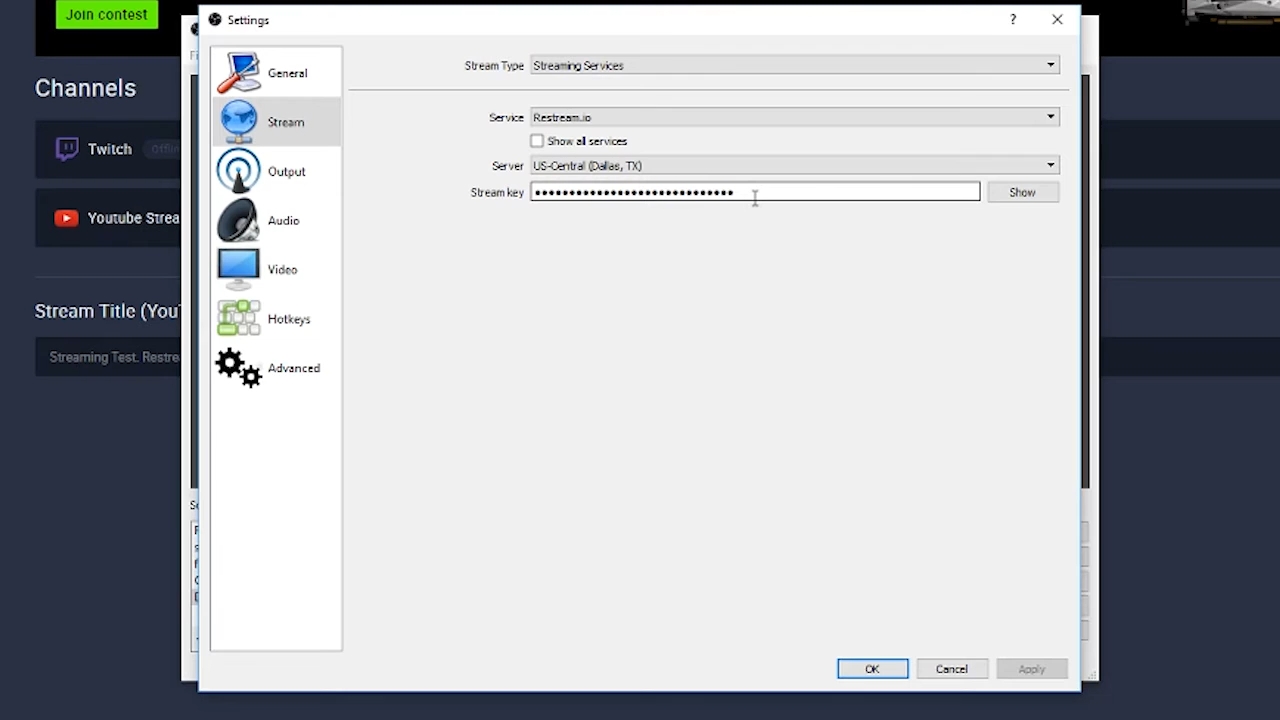 Join contest
Settings
?
Channels
General
Stream Type
Streaming Services
Stream
Service
Restream.io
Show all services
Twitch
Offline
Output
Server
US-Central (Dallas, TX)
Stream key
Show
Youtube Strea
Audio
Video
Stream Title (You
Hotkeys
Streaming Test. Restrea
Advanced
OK
Cancel
Apply